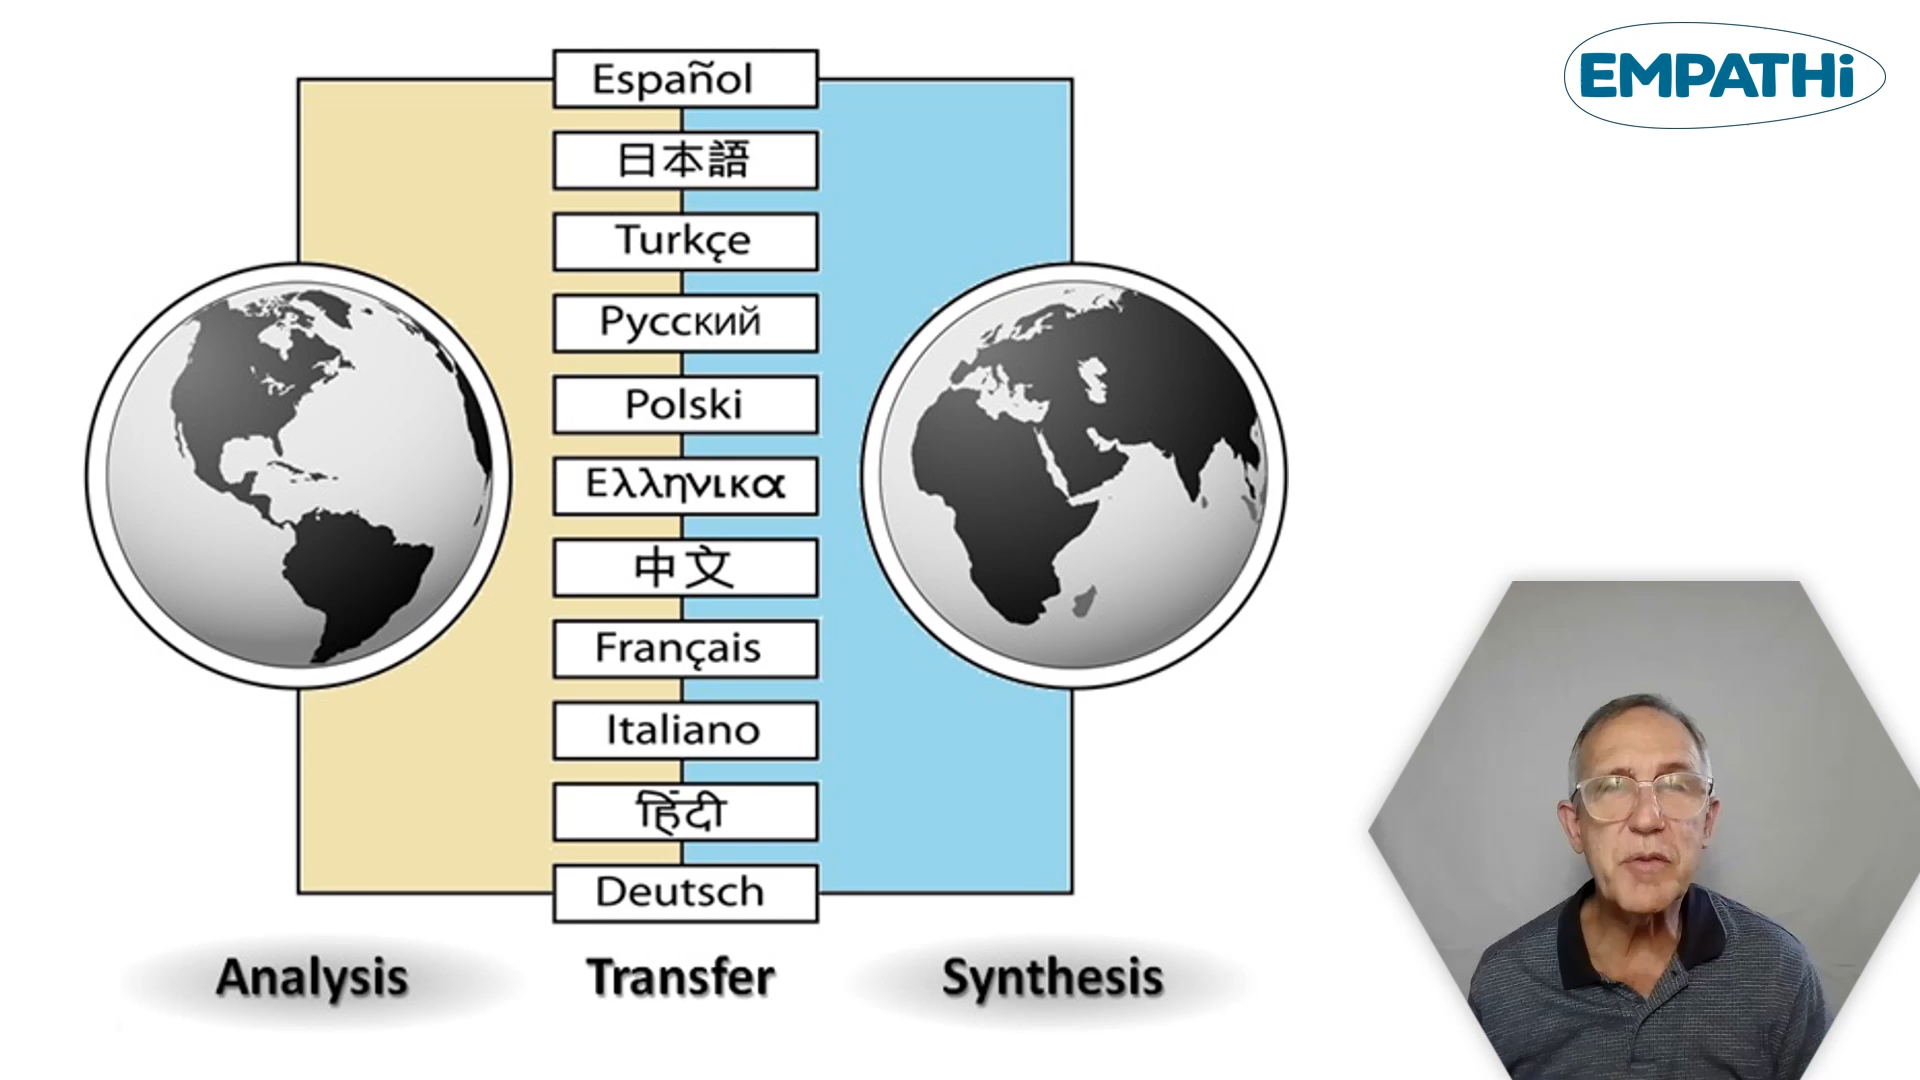 EMPATHi
Español
日本語
Turkçe
Русский
Polski
Ελληνικα
中文
Français
Italiano
हिंदी
Deutsch
Analysis
Transfer
Synthesis